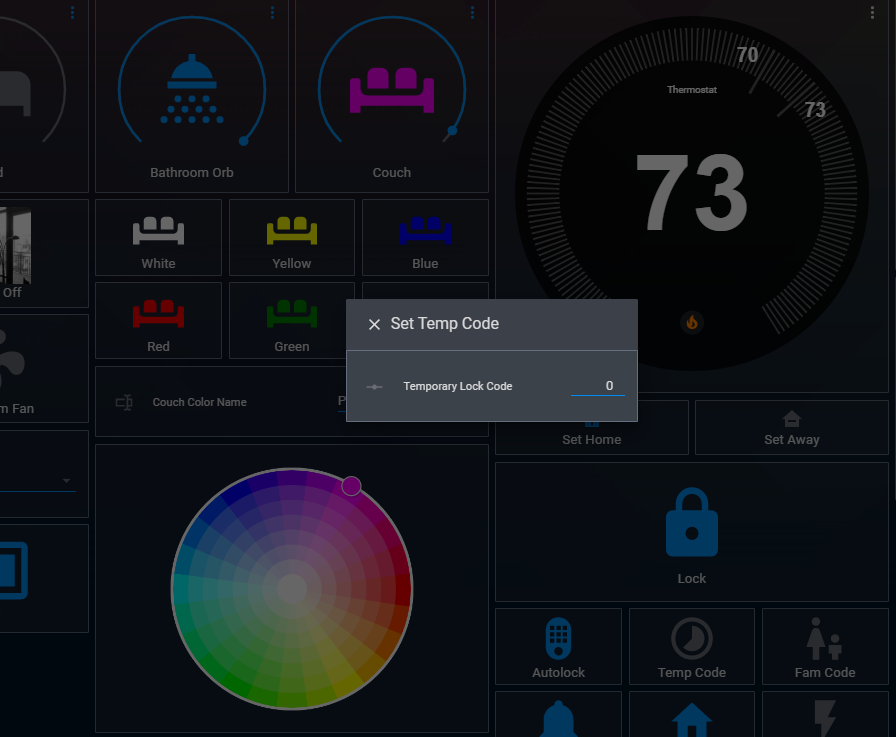 Bathroom Orb
Couch
70
73
Thermostat
73
White
Yellow
Blue
Off
Red
Green
Set Temp Code
Temporary Lock Code
0
m Fan
Couch Color Name
P
Set Home
Set Away
Lock
Autolock
Temp Code
Fam Code